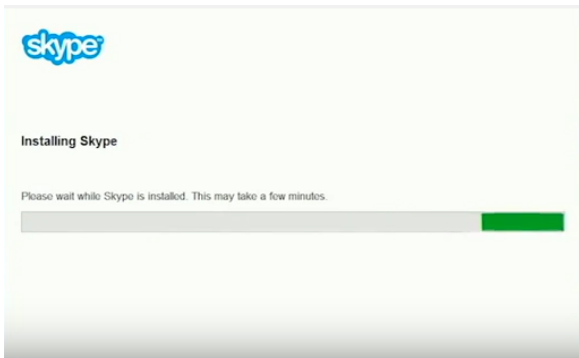 skype
Installing Skype
Please wait while Skype is installed. This may take a few minutes.